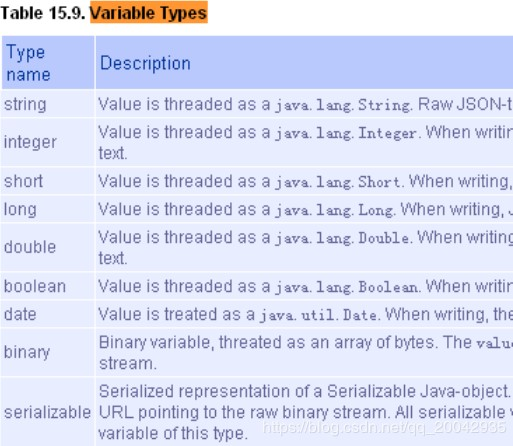 Table 15.9. Variable Types
Type name
Description
string
Value is threaded as a java.lang.String. Raw JSON-t
integer
Value is threaded as a java.lang.Integer. When writin
text.
short
Value is threaded as a java.lang.Short. When writing,
long
Value is threaded as a java.lang.Long. When writing, J
double
Value is threaded as a java.lang.Double. When writing
text.
boolean
Value is threaded as a java.lang.Boolean. When writin
date
Value is treated as a java.util.Date. When writing, the
binary
Binary variable, threated as an array of bytes. The valu
stream.
serializable
Serialized representation of a Serializable Java-object.
URL pointing to the raw binary stream. All serializable v
variable of this type.
https://blog.csdn.net/qq_20042935